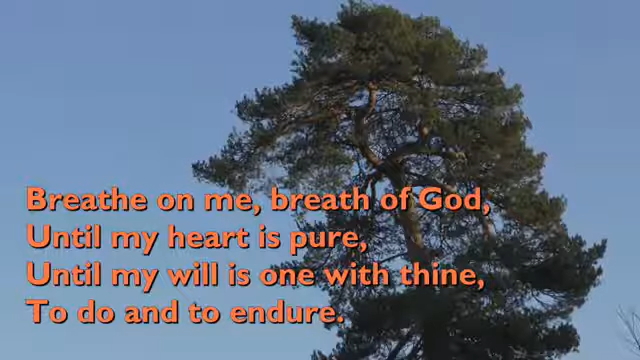 Breathe on me, breath of God,
Until my heart is pure,
Until my will is one with thine,
To do and to endure.